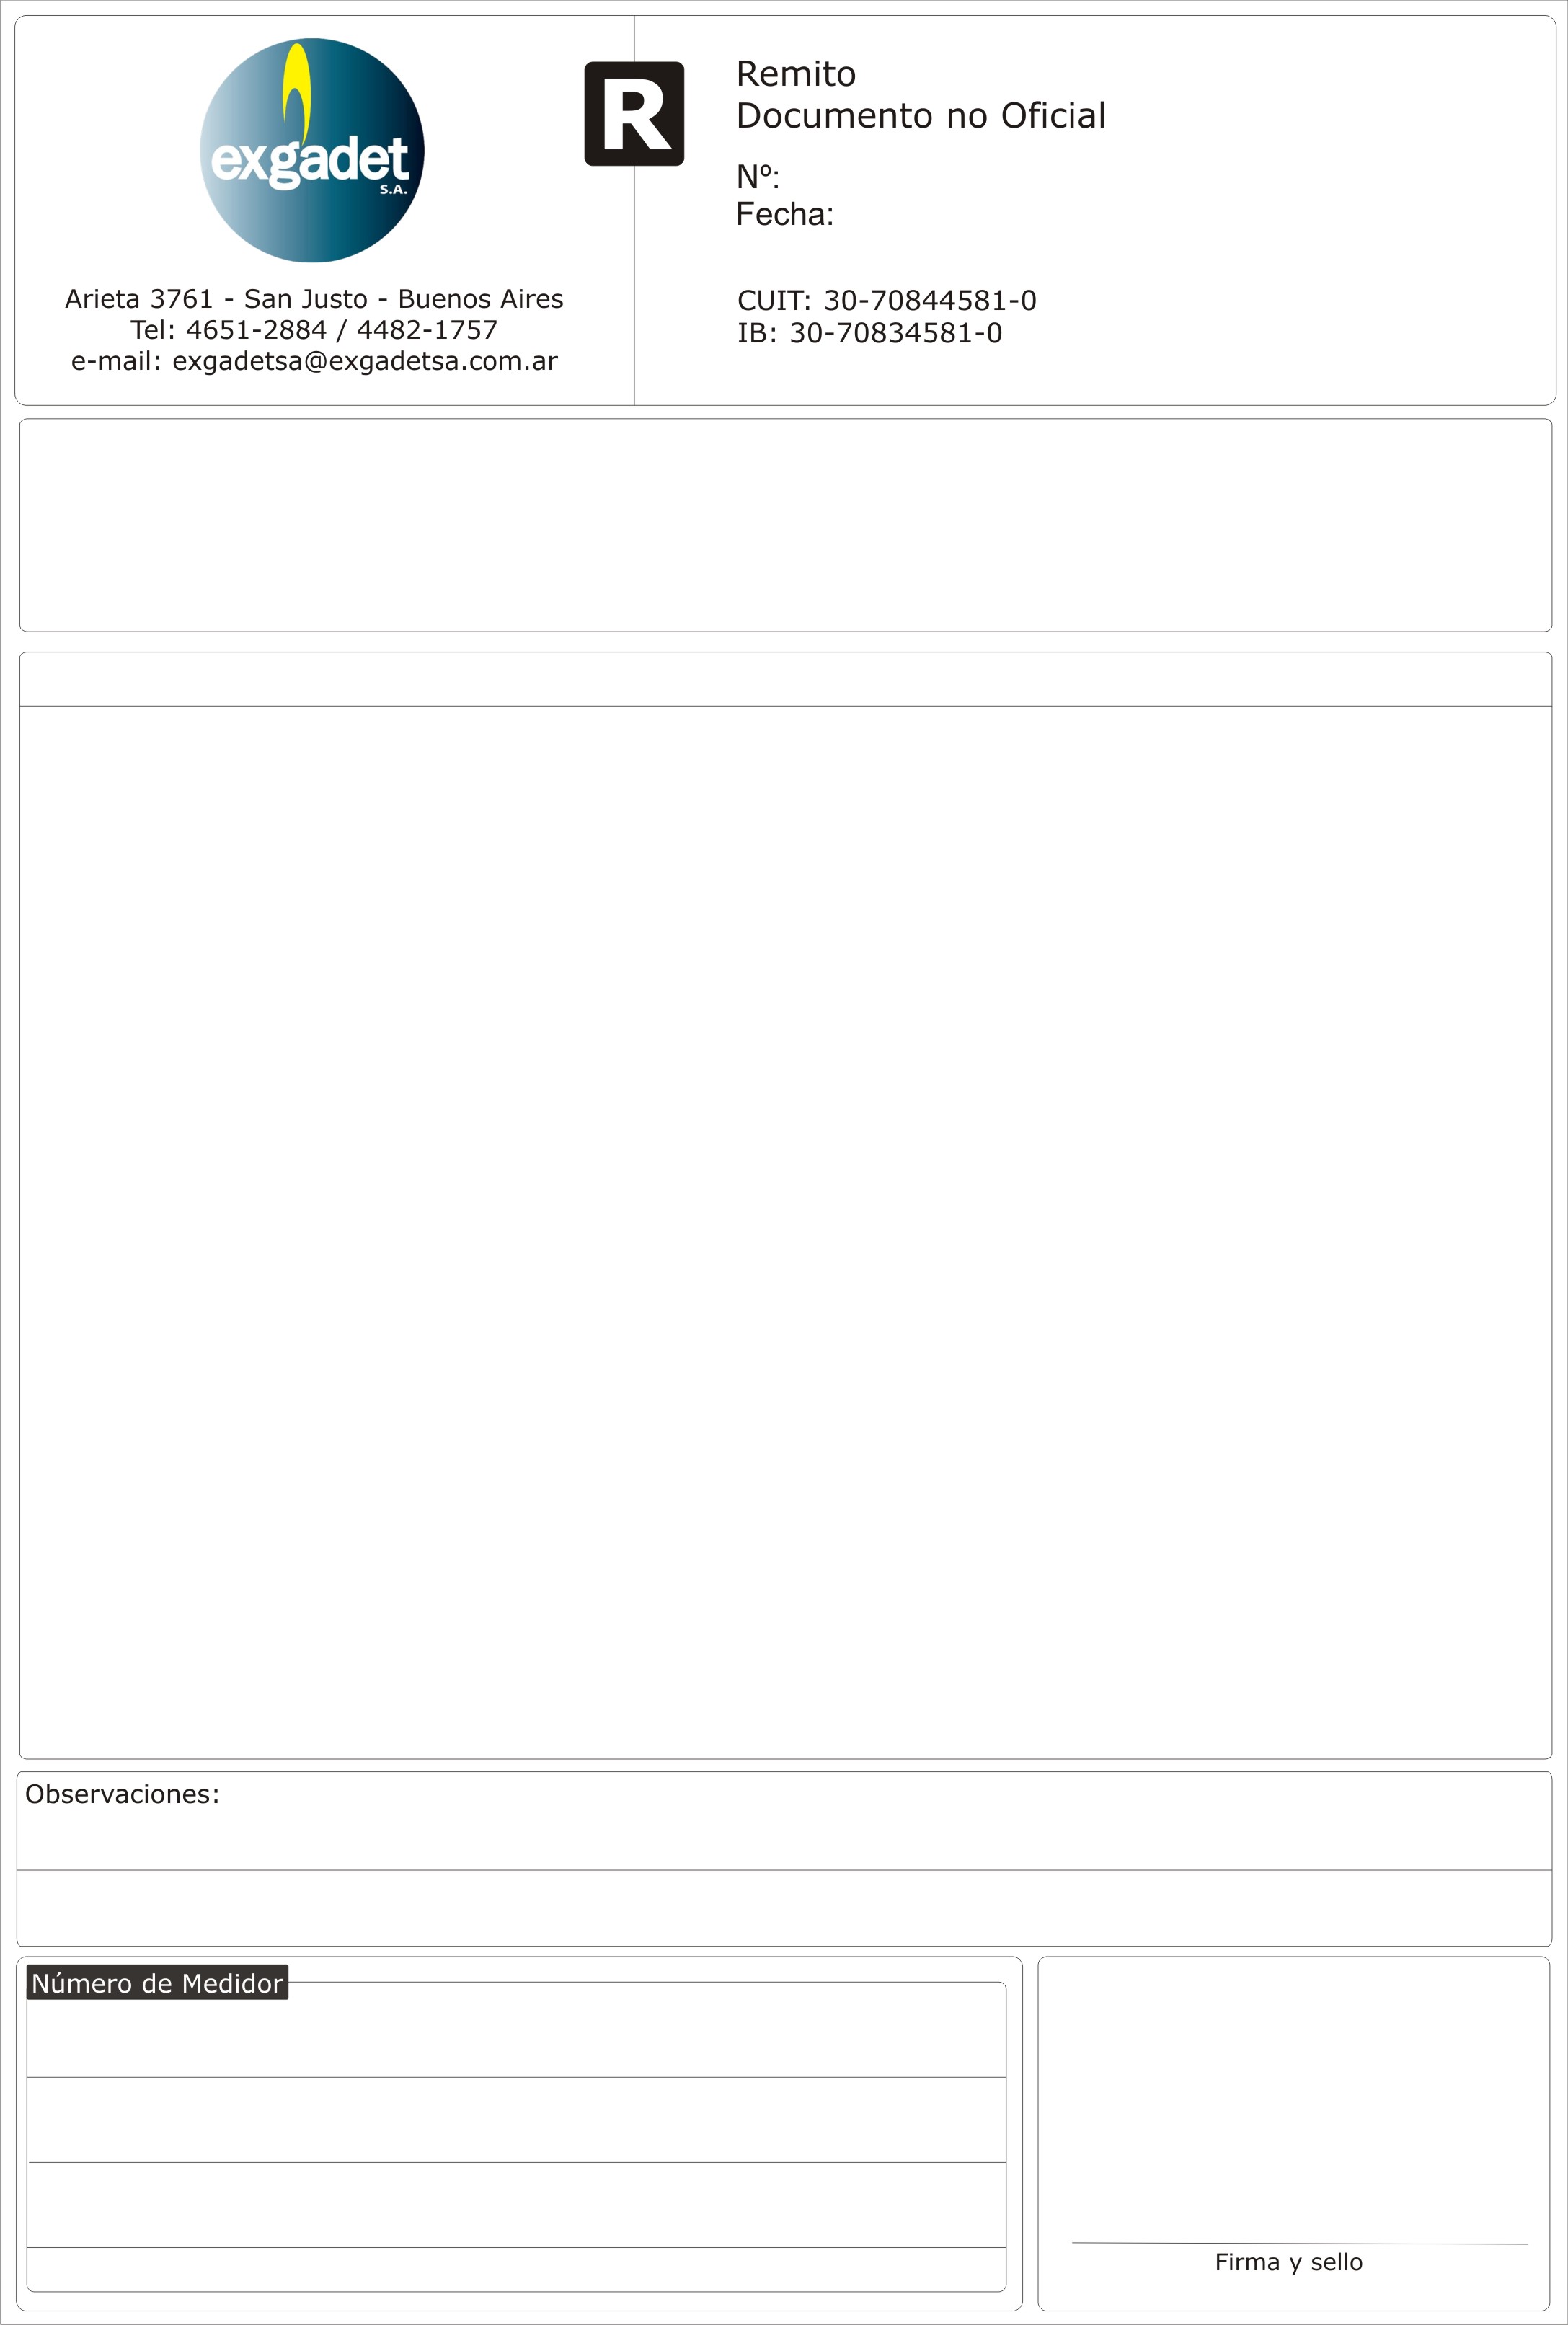 exgadet
S.A.
Arieta 3761 - San Justo - Buenos Aires
Tel: 4651-2884 / 4482-1757
e-mail: exgadetsa@exgadetsa.com.ar
R
Remito
Documento no Oficial
Nº:
Fecha:
CUIT: 30-70844581-0
IB: 30-70834581-0
Observaciones:
Número de Medidor
Firma y sello